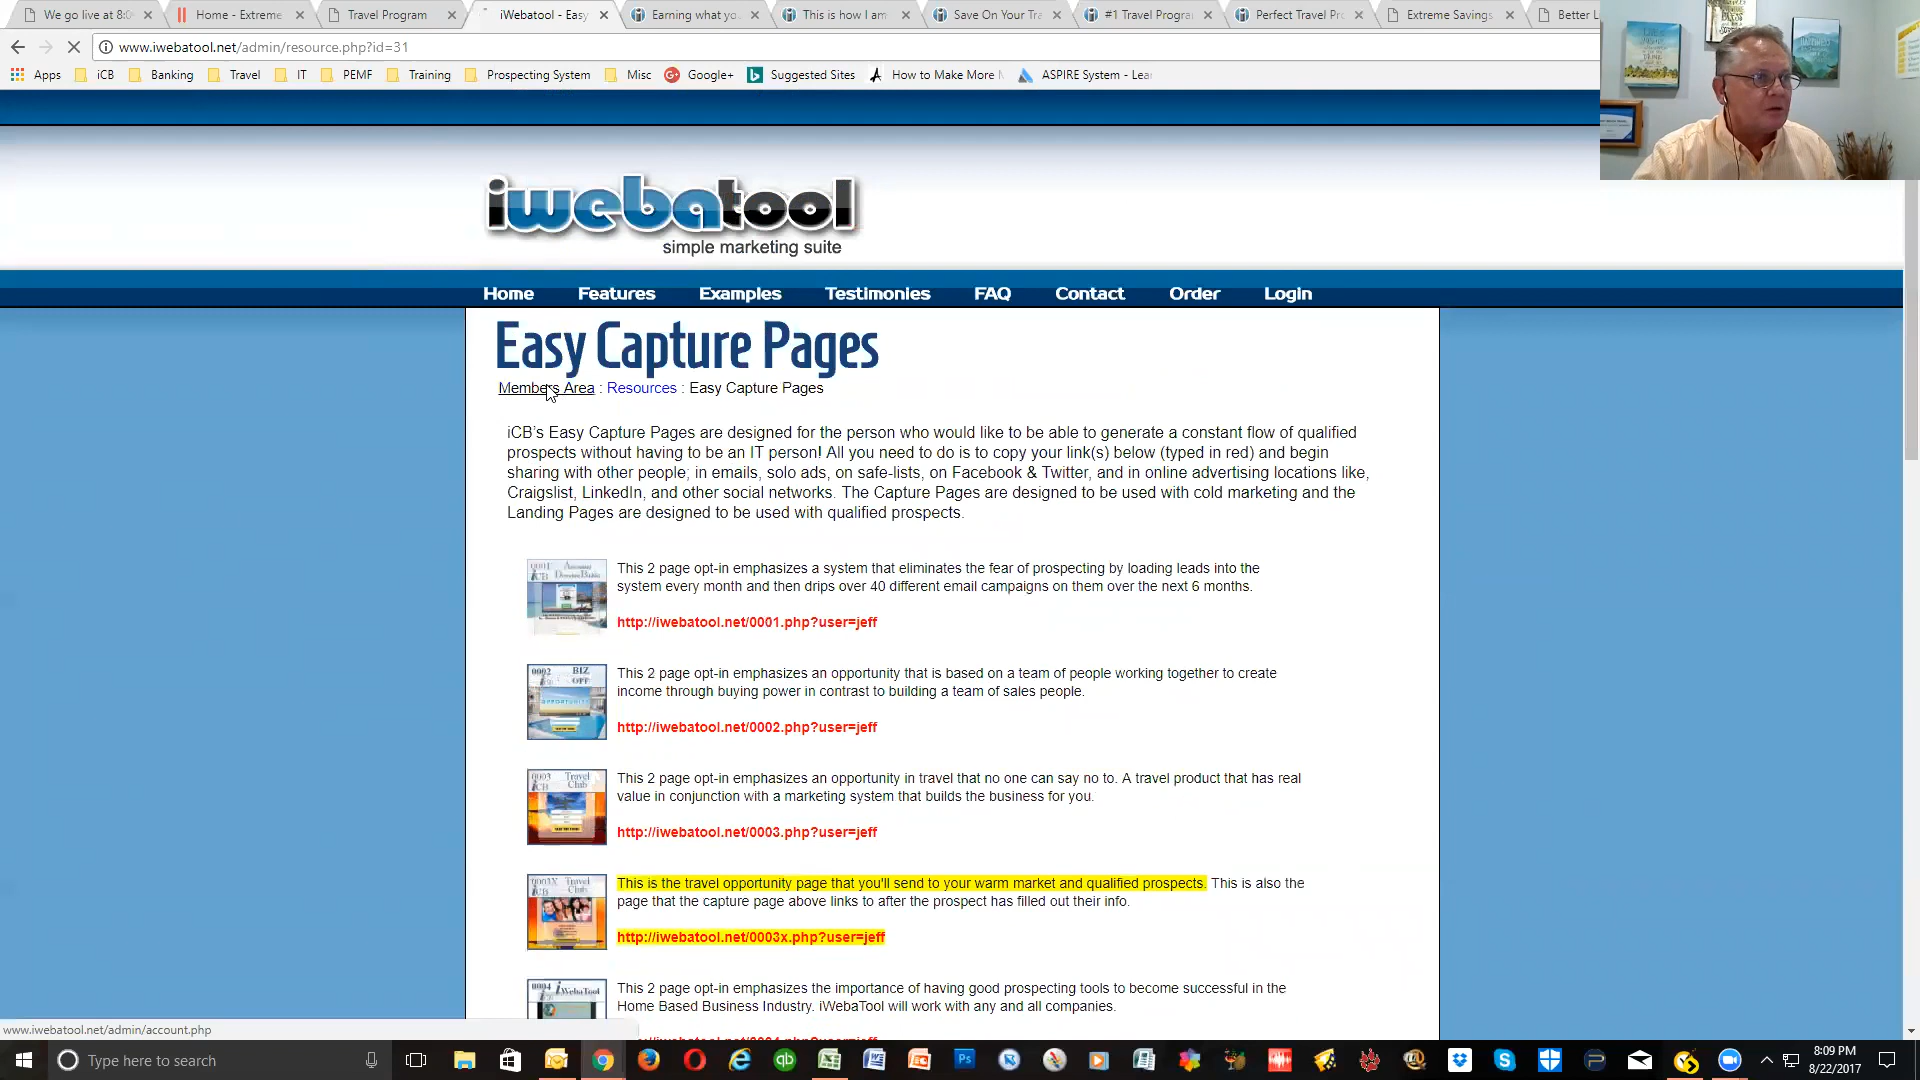 We go live at 8:0
Home - Extreme
Travel Program
iWebatool - Easy
Earning what yo
This is how I am
Save On Your Tra
#1 Travel Progra
Perfect Travel Pr
Extreme Savings
Better L
www.iwebatool.net/admin/resource.php?id=31
Apps
iCB
Banking
Travel
IT
PEMF
Training
Prospecting System
Misc
Google+
Suggested Sites
How to Make More
ASPIRE System - Lea
iwebatool
simple marketing suite
Home
Features
Examples
Testimonies
FAQ
Contact
Order
Login
Easy Capture Pages
Members Area : Resources : Easy Capture Pages
iCB's Easy Capture Pages are designed for the person who would like to be able to generate a constant flow of qualified
prospects without having to be an IT person! All you need to do is to copy your link(s) below (typed in red) and begin
sharing with other people; in emails, solo ads, on safe-lists, on Facebook & Twitter, and in online advertising locations like,
Craigslist, LinkedIn, and other social networks. The Capture Pages are designed to be used with cold marketing and the
Landing Pages are designed to be used with qualified prospects.
0001
iCB
This 2 page opt-in emphasizes a system that eliminates the fear of prospecting by loading leads into the
system every month and then drips over 40 different email campaigns on them over the next 6 months.
http://iwebatool.net/0001.php?user=jeff
0002 BIZ
iCB OPP
OPPORTUNITY
This 2 page opt-in emphasizes an opportunity that is based on a team of people working together to create
income through buying power in contrast to building a team of sales people.
http://iwebatool.net/0002.php?user=jeff
0003 Travel
iCB Club
This 2 page opt-in emphasizes an opportunity in travel that no one can say no to. A travel product that has real
value in conjunction with a marketing system that builds the business for you.
http://iwebatool.net/0003.php?user=jeff
0003X Travel
iCB Club
This is the travel opportunity page that you'll send to your warm market and qualified prospects. This is also the
page that the capture page above links to after the prospect has filled out their info.
http://iwebatool.net/0003x.php?user=jeff
0004 iWebaTool
This 2 page opt-in emphasizes the importance of having good prospecting tools to become successful in the
Home Based Business Industry. iWebaTool will work with any and all companies.
www.iwebatool.net/admin/account.php
Type here to search
8:09 PM
8/22/2017